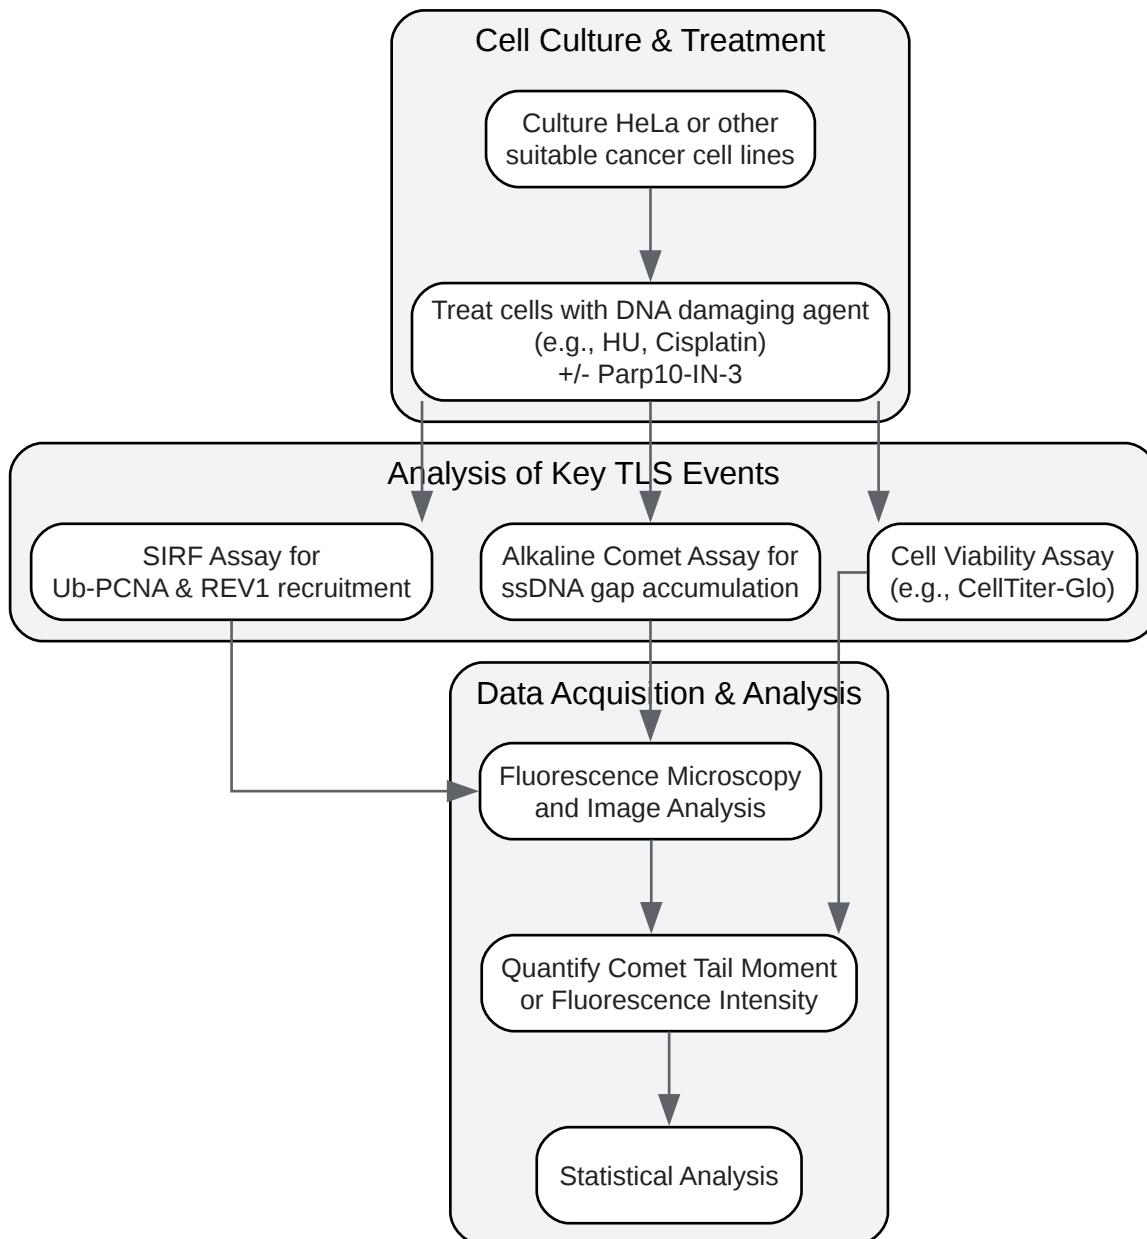 Cell Culture & Treatment
Culture HeLa or other
suitable cancer cell lines
Treat cells with DNA damaging agent
(e.g., HU, Cisplatin)
+/- Parp10-IN-3
Analysis of Key TLS Events
SIRF Assay for
Ub-PCNA & REV1 recruitment
Alkaline Comet Assay for
ssDNA gap accumulation
Cell Viability Assay
(e.g., CellTiter-Glo)
Data Acquisition & Analysis
Fluorescence Microscopy
and Image Analysis
Quantify Comet Tail Moment
or Fluorescence Intensity
Statistical Analysis